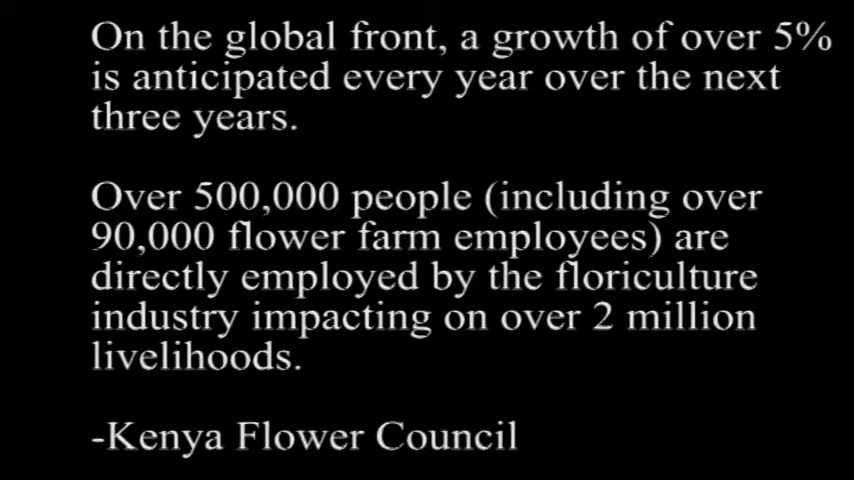 On the global front, a growth of over 5%
is anticipated every year over the next
three years.
Over 500,000 people (including over
90,000 flower farm employees) are
directly employed by the floriculture
industry impacting on over 2 million
livelihoods.
-Kenya Flower Council